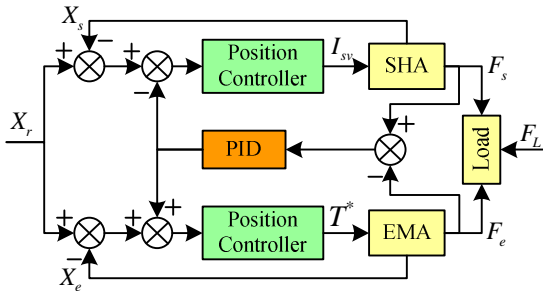 X_s
+
−
+
−
Position
Controller
I_sv
SHA
F_s
X_r
PID
+
−
Load
F_L
+
−
+
+
Position
Controller
T*
EMA
F_e
X_e